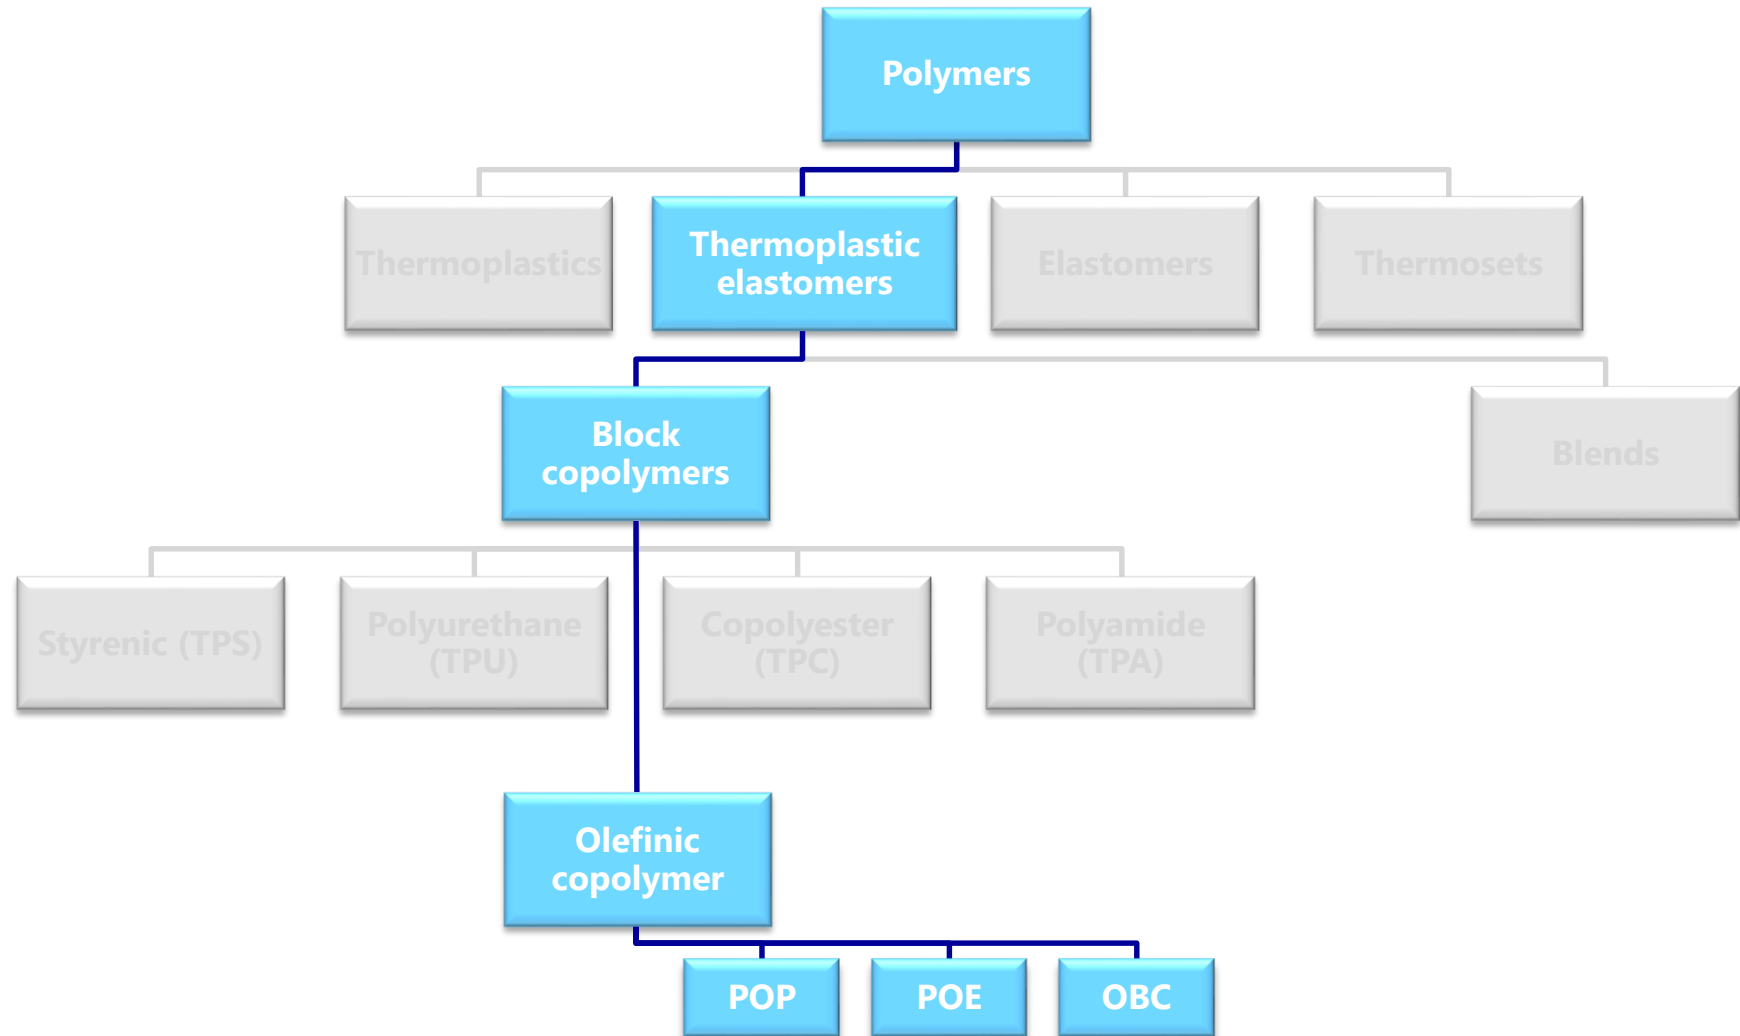 Polymers
Thermoplastics
Thermoplastic
elastomers
Elastomers
Thermosets
Block
copolymers
Blends
Styrenic (TPS)
Polyurethane
(TPU)
Copolyester
(TPC)
Polyamide
(TPA)
Olefinic
copolymer
POP
POE
OBC